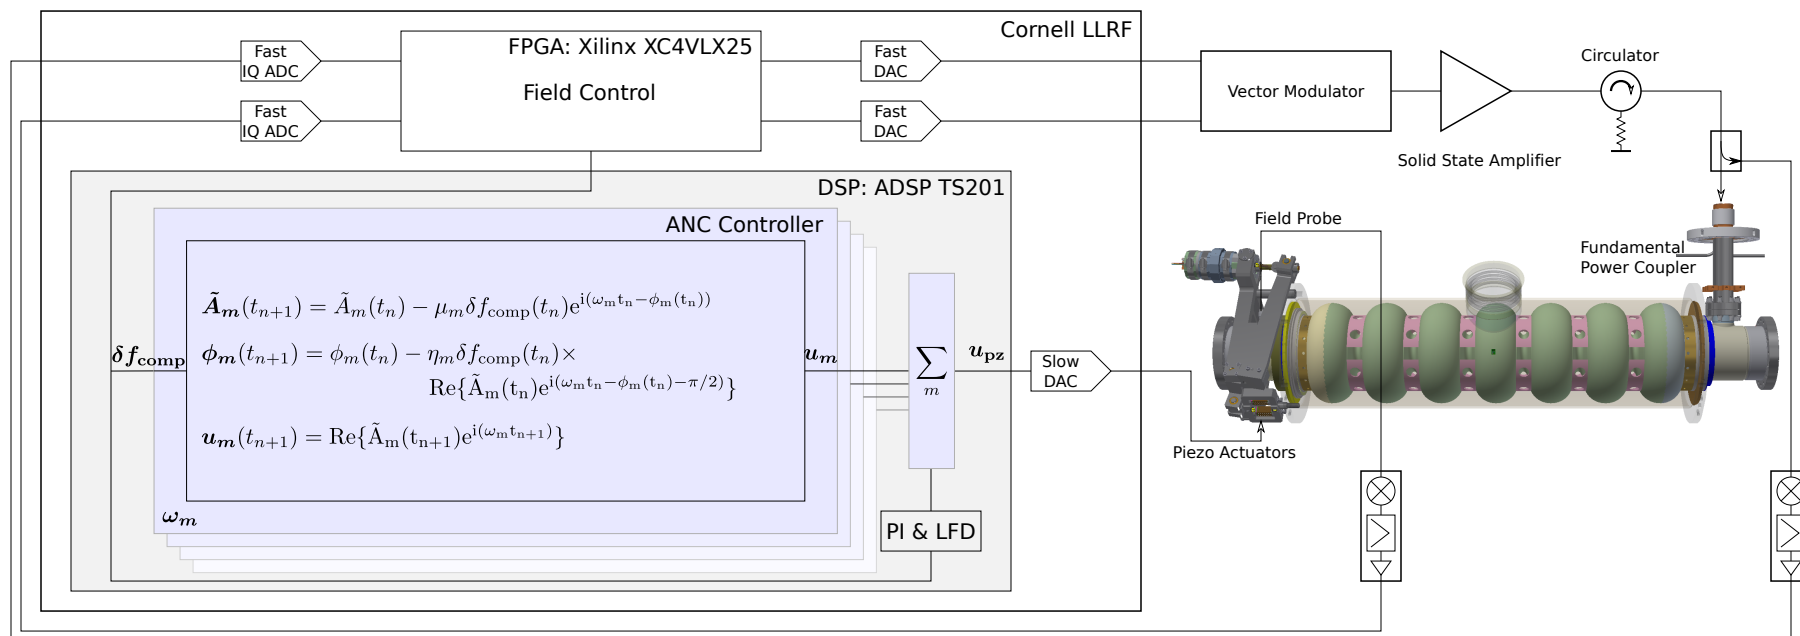 Cornell LLRF
Fast
IQ ADC
FPGA: Xilinx XC4VLX25
Field Control
Fast
DAC
Fast
IQ ADC
Fast
DAC
Vector Modulator
Circulator
Solid State Amplifier
DSP: ADSP TS201
ANC Controller
Ã_m(t_{n+1}) = Ã_m(t_n) − μ_m δf_comp(t_n)e^{i(ω_m t_n−ϕ_m(t_n))}
δf_comp
ϕ_m(t_{n+1}) = ϕ_m(t_n) − η_m δf_comp(t_n)×
Re{Ã_m(t_n)e^{i(ω_m t_n−ϕ_m(t_n)−π/2)}}
u_m(t_{n+1}) = Re{Ã_m(t_{n+1})e^{i(ω_m t_{n+1})}}
ω_m
u_m
∑
m
u_pz
PI & LFD
Slow
DAC
Field Probe
Fundamental
Power Coupler
Piezo Actuators